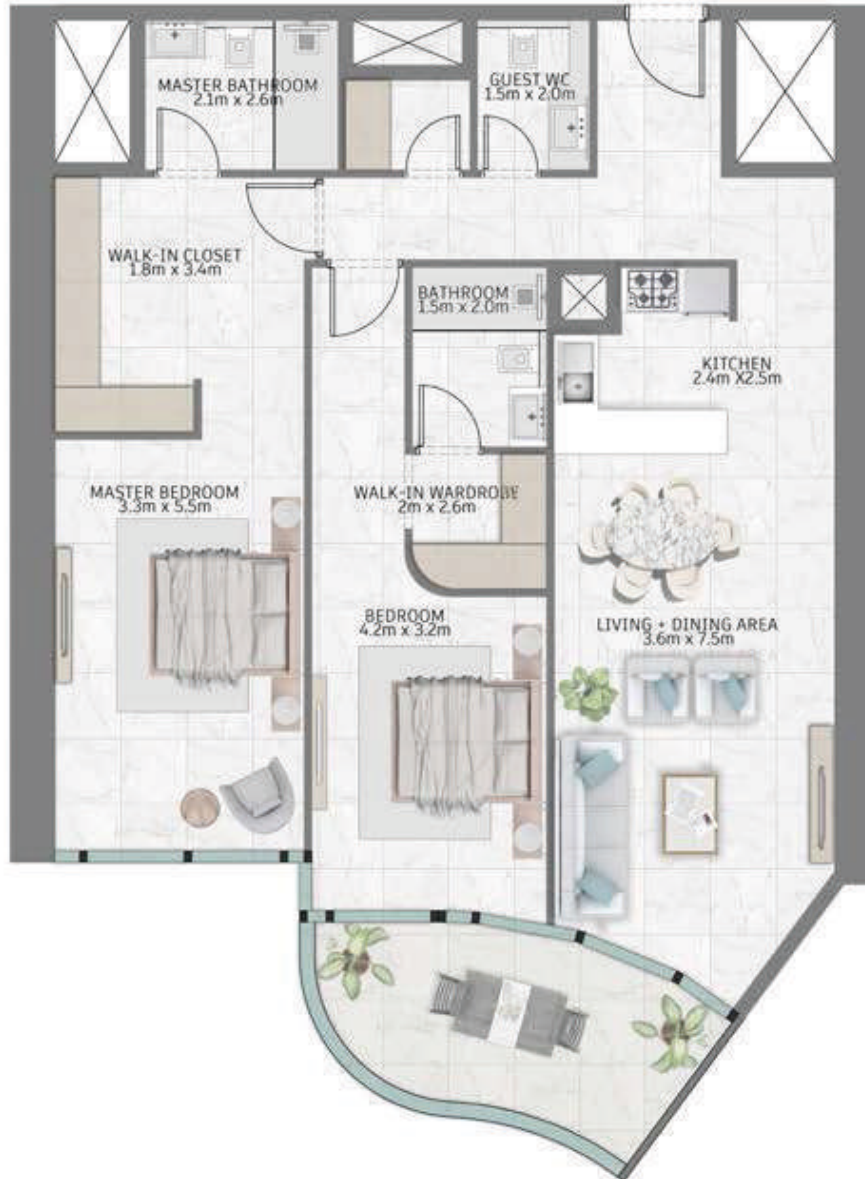 MASTER BATHROOM
2.1m x 2.6m
GUEST WC
1.5m x 2.0m
WALK-IN CLOSET
1.8m x 3.4m
BATHROOM
1.5m x 2.0m
KITCHEN
2.4m X2.5m
MASTER BEDROOM
3.3m x 5.5m
WALK-IN WARDROBE
2m x 2.6m
BEDROOM
4.2m x 3.2m
LIVING + DINING AREA
3.6m x 7.5m